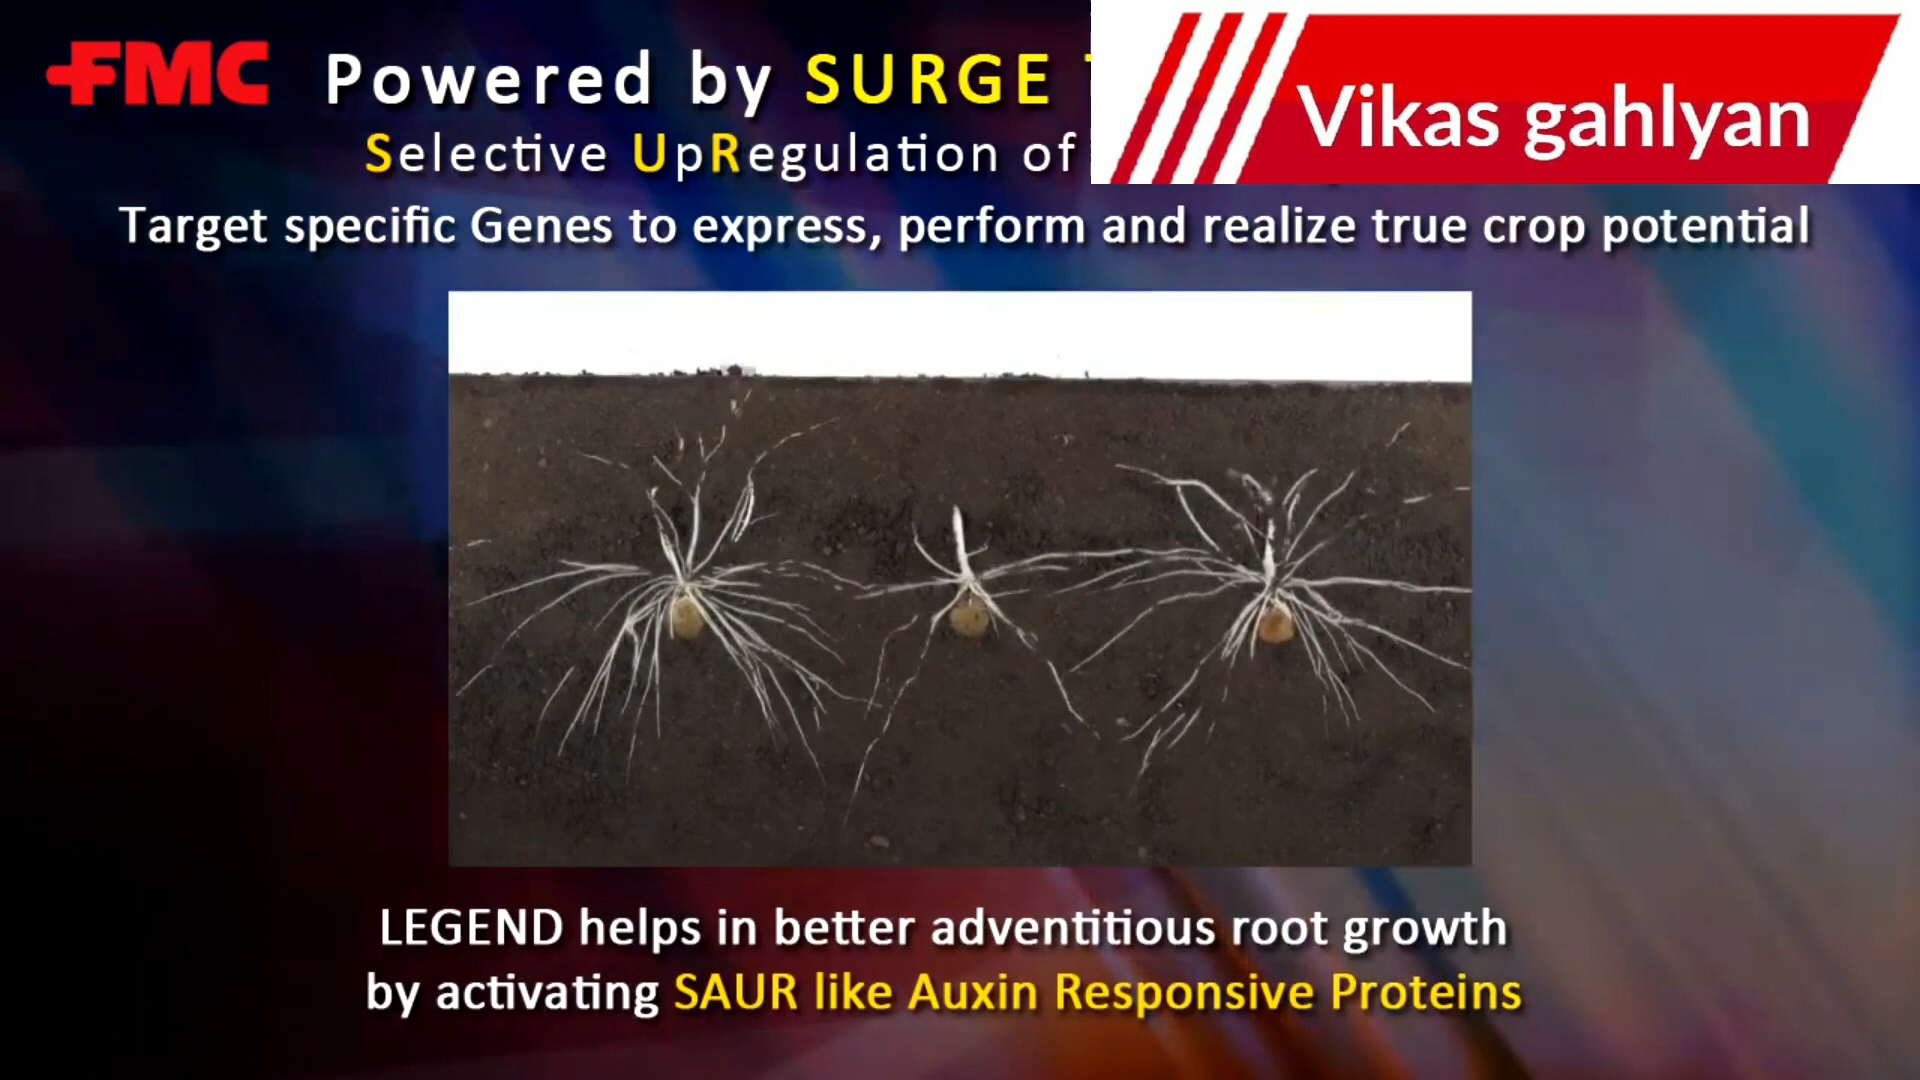 FMC
Powered by SURGE
Vikas gahlyan
Selective UpRegulation of
Target specific Genes to express, perform and realize true crop potential
LEGEND helps in better adventitious root growth
by activating SAUR like Auxin Responsive Proteins